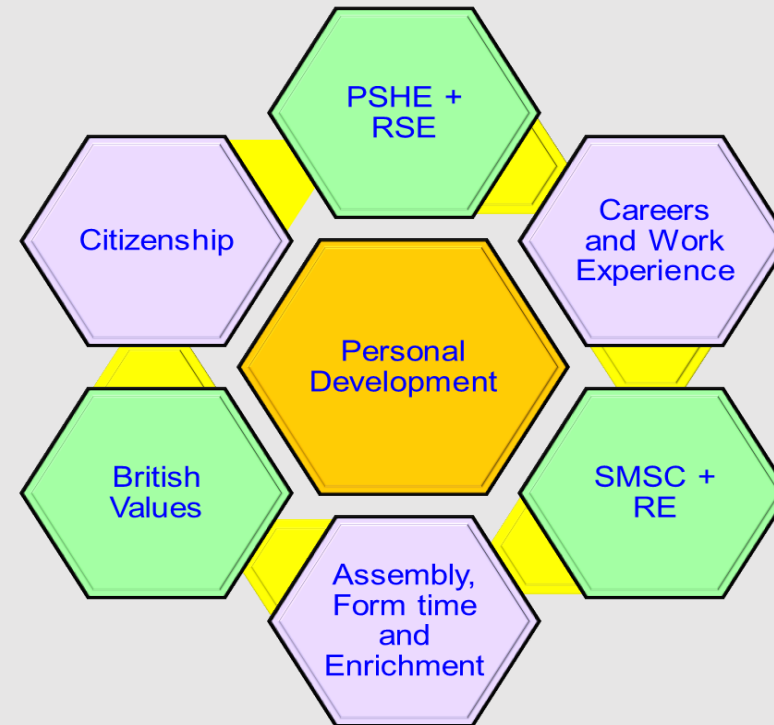 PSHE +
RSE
Careers
and Work
Experience
Citizenship
Personal
Development
British
Values
SMSC +
RE
Assembly,
Form time
and
Enrichment